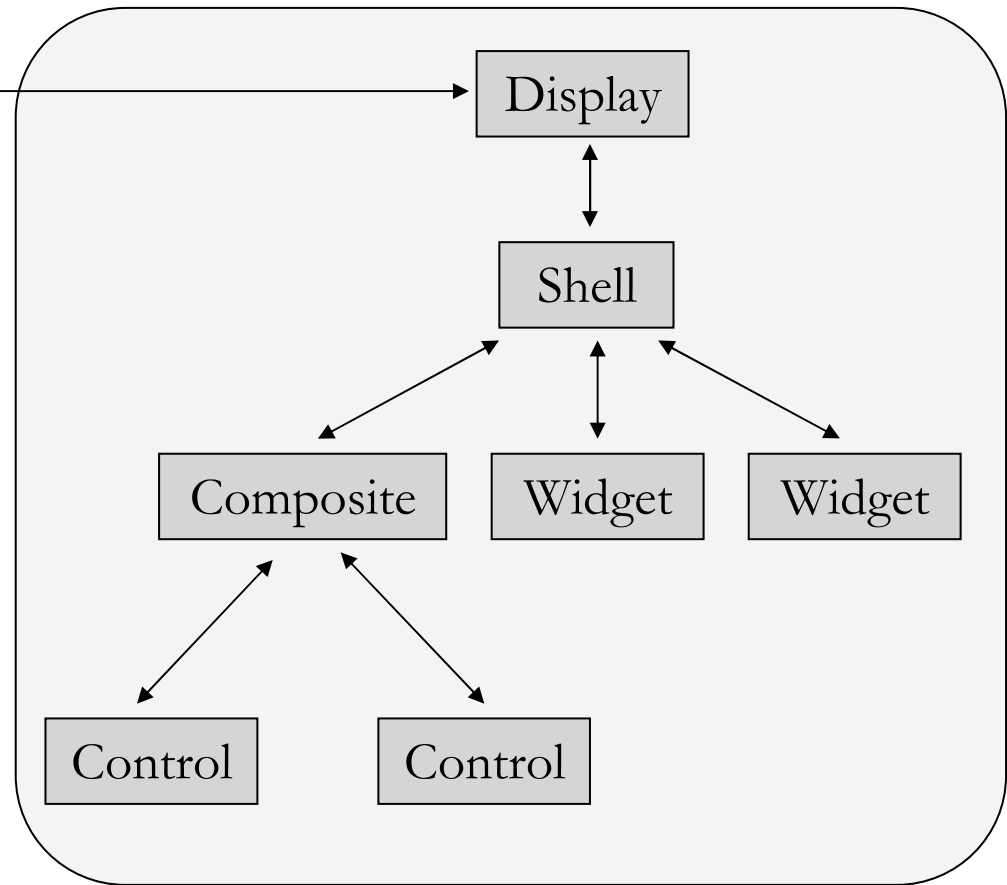 Display
Shell
Composite
Widget
Widget
Control
Control